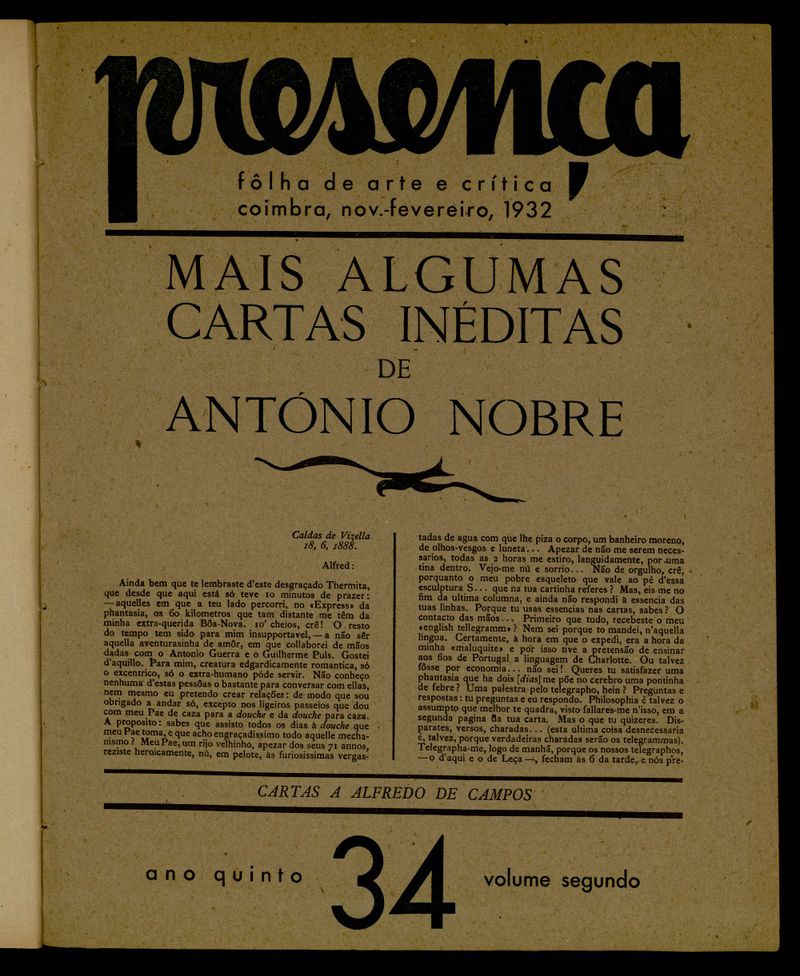 presença
fôlha de arte e crítica
coimbra, nov.-fevereiro, 1932
MAIS ALGUMAS
CARTAS INÉDITAS
DE
ANTÓNIO NOBRE
Caldas de Vizella
18, 6, 1888.
Alfred:
Ainda bem que te lembraste d'este desgraçado Thermita,
que desde que aqui está só teve 10 minutos de prazer:
—aquelles em que a teu lado percorri, no «Express» da
phantasia, os 60 kilometros que tam distante me têm da
minha extra-querida Bôa-Nova. 10' cheios, crê! O resto
do tempo tem sido para mim insupportavel,—a não sêr
aquella aventurasinha de amôr, em que collaborei de mãos
dadas com o Antonio Guerra e o Guilherme Puls. Gostei
d'aquillo. Para mim, creatura edgardicamente romantica, só
o excentrico, só o extra-humano póde servir. Não conheço
nenhuma d'estas pessôas o bastante para conversar com ellas,
nem mesmo eu pretendo crear relações: de modo que sou
obrigado a andar só, excepto nos ligeiros passeios que dou
com meu Pae de caza para a douche e da douche para caza.
A proposito: sabes que assisto todos os dias à douche que
meu Pae toma, e que acho engraçadissimo todo aquelle mecha-
nismo? Meu Pae, um rijo velhinho, apezar dos seus 71 annos,
reziste heroicamente, nú, em pelote, às furiosissimas vergas-
tadas de agua com que lhe piza o corpo, um banheiro moreno,
de olhos-vesgos e luneta... Apezar de não me serem neces-
sarios, todas as 2 horas me estiro, languidamente, por uma
tina dentro. Vejo-me nú e sorrio... Não de orgulho, crê,
porquanto o meu pobre esqueleto que vale ao pé d'essa
esculptura S... que na tua cartinha referes? Mas, eis-me no
fim da ultima columna, e ainda não respondi à essencia das
tuas linhas. Porque tu usas essencias nas cartas, sabes? O
contacto das mãos... Primeiro que tudo, recebeste o meu
«english tellegramm»? Nem sei porque to mandei, n'aquella
lingua. Certamente, à hora em que o expedi, era a hora da
minha «maluquite» e pôr isso tive a pretensão de ensinar
aos fios de Portugal a linguagem de Charlotte. Ou talvez
fôsse por economia... não sei! Queres tu satisfazer uma
phantasia que ha dois [dias] me põe no cerebro uma pontinha
de febre? Uma palestra pelo telegrapho, hein? Preguntas e
respostas: tu preguntas e eu respondo. Philosophia é talvez o
assumpto que melhor te quadra, visto fallares-me n'isso, em a
segunda pagina da tua carta. Mas o que tu quizeres. Dis-
parates, versos, charadas... (esta ultima coisa desnecessaria
é, talvez, porque verdadeiras charadas serão os telegrammas).
Telegrapha-me, logo de manhã, porque os nossos telegraphos,
—o d'aqui e o de Leça—, fecham às 6 da tarde, e nós pre-
CARTAS A ALFREDO DE CAMPOS
ano quinto 34 volume segundo